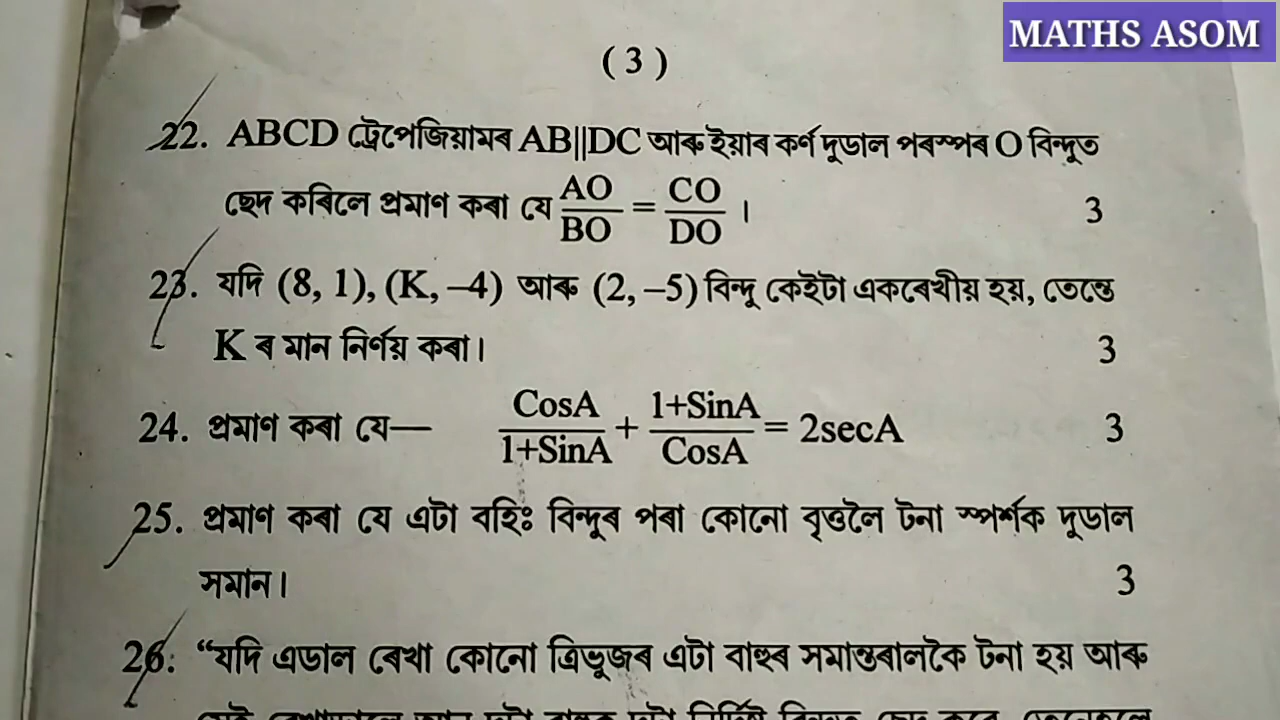 MATHS ASOM
( 3 )
22. ABCD ট্ৰেপেজিয়ামৰ AB||DC আৰু ইয়াৰ কৰ্ণ দুডাল পৰস্পৰ O বিন্দুত
ছেদ কৰিলে প্ৰমাণ কৰা যে AO/BO = CO/DO । 3
23. যদি (8, 1), (K, –4) আৰু (2, –5) বিন্দু কেইটা একৰেখীয় হয়, তেন্তে
K ৰ মান নিৰ্ণয় কৰা। 3
24. প্ৰমাণ কৰা যে— CosA/1+SinA + 1+SinA/CosA = 2secA 3
25. প্ৰমাণ কৰা যে এটা বহিঃ বিন্দুৰ পৰা কোনো বৃত্তলৈ টনা স্পৰ্শক দুডাল
সমান। 3
26. “যদি এডাল ৰেখা কোনো ত্ৰিভুজৰ এটা বাহুৰ সমান্তৰালকৈ টনা হয় আৰু